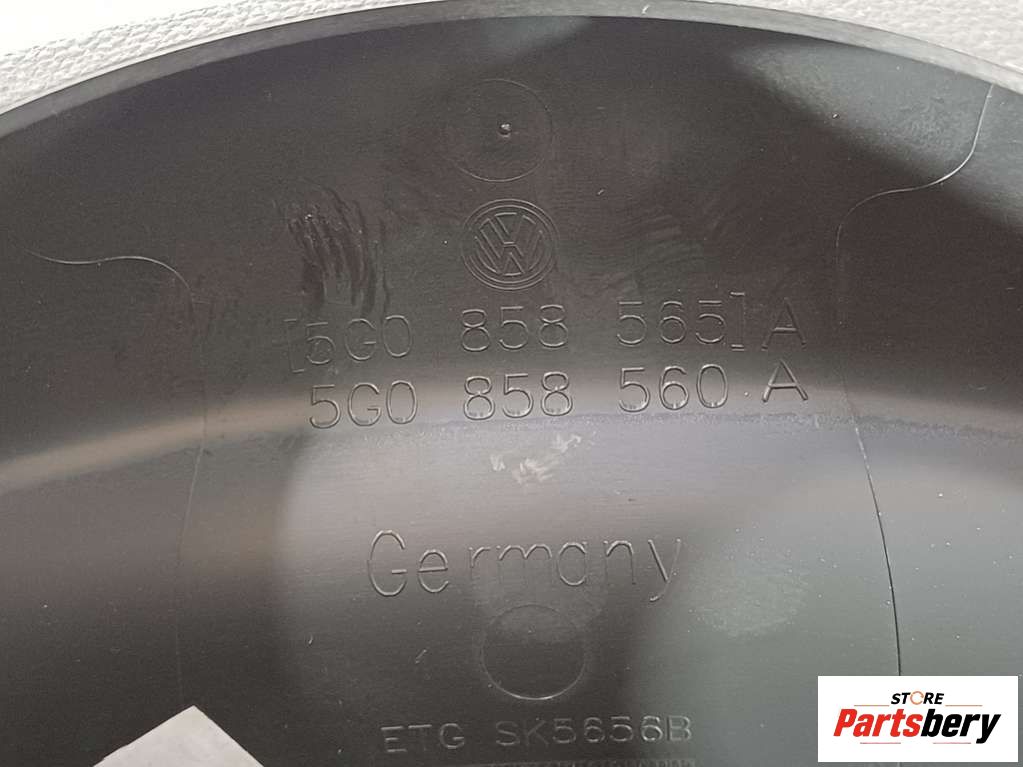 [5G0 858 565] A
5G0 858 560 A
Germany
ETG SK5656B
STORE
Partsbery